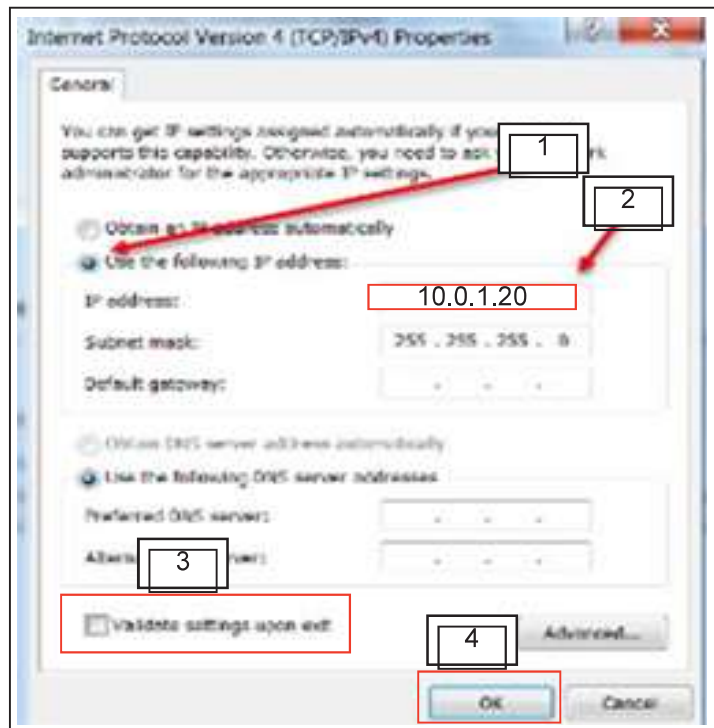 Internet Protocol Version 4 (TCP/IPv4) Properties
General
You can get IP settings assigned automatically if your
supports this capability. Otherwise, you need to ask
administrator for the appropriate IP settings.
1
2
Obtain an IP address automatically
Use the following IP address:
IP address: 10.0.1.20
Subnet mask: 255 . 255 . 255 . 0
Default gateway: . . .
Obtain DNS server address automatically
Use the following DNS server addresses
Preferred DNS server: . . .
. . .
3
Validate settings upon exit
4
Advanced...
OK Cancel